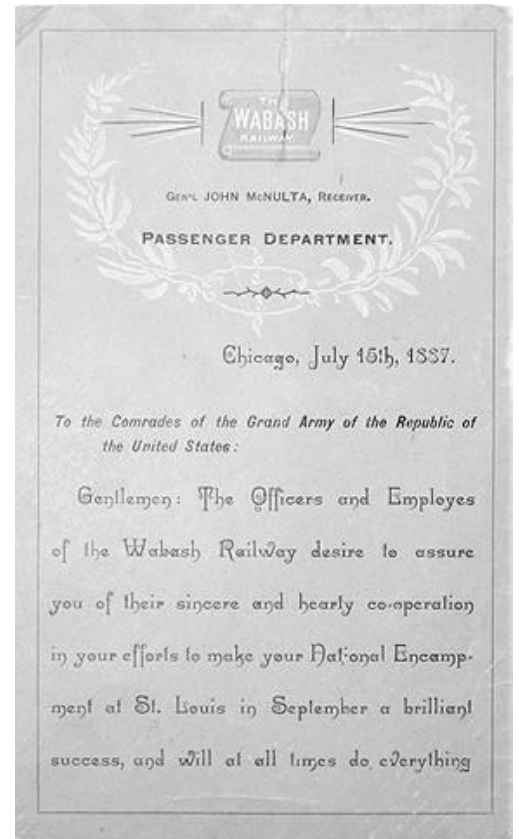 THE
WABASH
RAILWAY
GEN'L JOHN MCNULTA, RECEIVER.
PASSENGER DEPARTMENT.
Chicago, July 15th, 1887.
To the Comrades of the Grand Army of the Republic of
the United States:
Gentlemen: The Officers and Employes
of the Wabash Railway desire to assure
you of their sincere and hearty co-operation
in your efforts to make your National Encamp-
ment at St. Louis in September a brilliant
success, and will at all times do everything